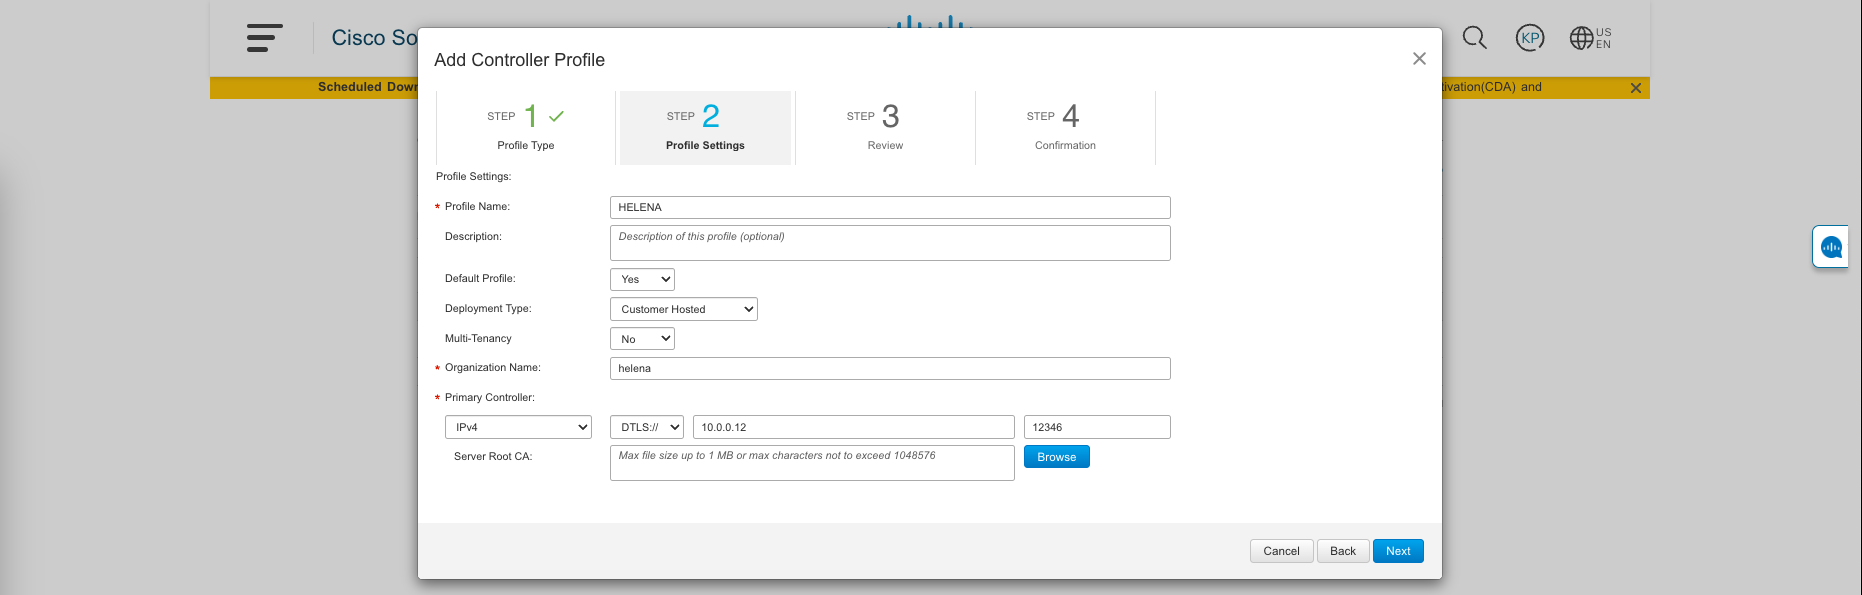 Cisco So
KP
US
EN
Scheduled Down
tivation(CDA) and
Add Controller Profile
STEP 1
Profile Type
STEP 2
Profile Settings
STEP 3
Review
STEP 4
Confirmation
Profile Settings:
* Profile Name: HELENA
Description: Description of this profile (optional)
Default Profile: Yes
Deployment Type: Customer Hosted
Multi-Tenancy No
* Organization Name: helena
* Primary Controller:
IPv4 DTLS:// 10.0.0.12 12346
Server Root CA: Max file size up to 1 MB or max characters not to exceed 1048576 Browse
Cancel Back Next